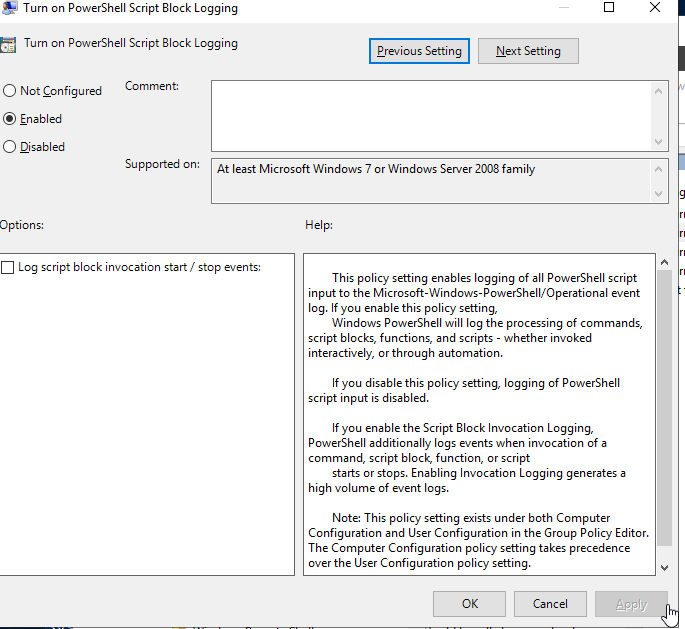 Turn on PowerShell Script Block Logging
Turn on PowerShell Script Block Logging
Previous Setting
Next Setting
Not Configured
Comment:
Enabled
Disabled
Supported on:
At least Microsoft Windows 7 or Windows Server 2008 family
Options:
Help:
Log script block invocation start / stop events:
This policy setting enables logging of all PowerShell script
input to the Microsoft-Windows-PowerShell/Operational event
log. If you enable this policy setting,
Windows PowerShell will log the processing of commands,
script blocks, functions, and scripts - whether invoked
interactively, or through automation.
If you disable this policy setting, logging of PowerShell
script input is disabled.
If you enable the Script Block Invocation Logging,
PowerShell additionally logs events when invocation of a
command, script block, function, or script
starts or stops. Enabling Invocation Logging generates a
high volume of event logs.
Note: This policy setting exists under both Computer
Configuration and User Configuration in the Group Policy Editor.
The Computer Configuration policy setting takes precedence
over the User Configuration policy setting.
OK
Cancel
Apply